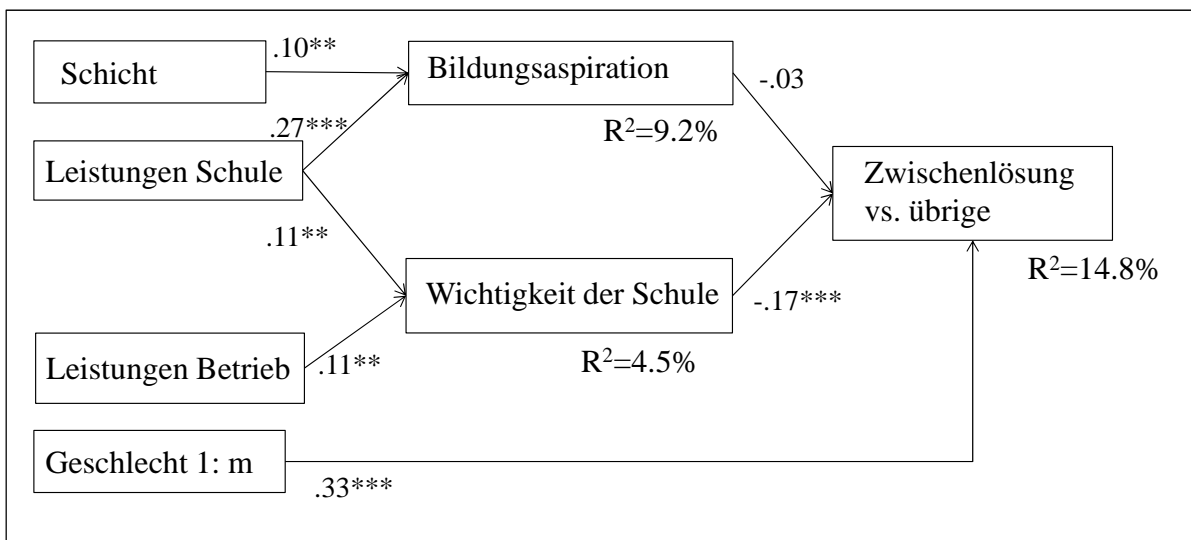 .10**
Schicht
Bildungsaspiration
-.03
R²=9.2%
.27***
Leistungen Schule
Zwischenlösung
vs. übrige
R²=14.8%
.11**
Wichtigkeit der Schule
-.17***
R²=4.5%
Leistungen Betrieb
.11**
Geschlecht 1: m
.33***